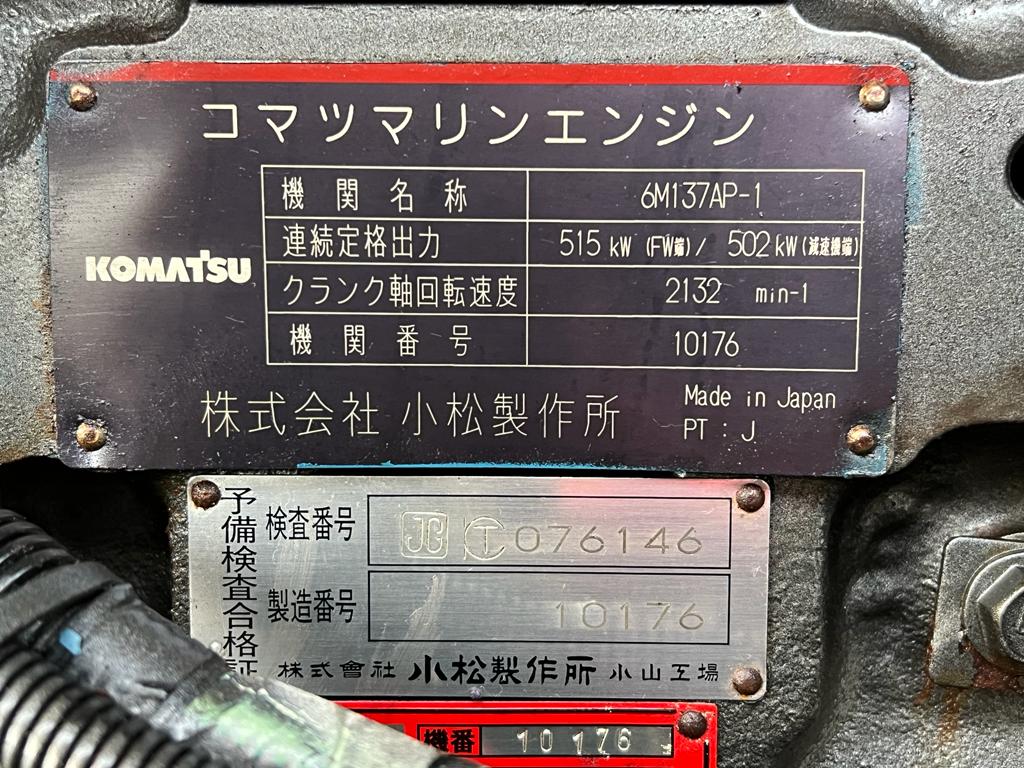 コマツマリンエンジン
機関名称 6M137AP-1
連続定格出力 515 kW (FW端) / 502 kW (減速機端)
KOMATSU
クランク軸回転速度 2132 min-1
機関番号 10176
株式会社 小松製作所
Made in Japan
PT : J
予備検査合格証
検査番号 076146
製造番号 10176
株式會社 小松製作所 小山工場
機番 10176